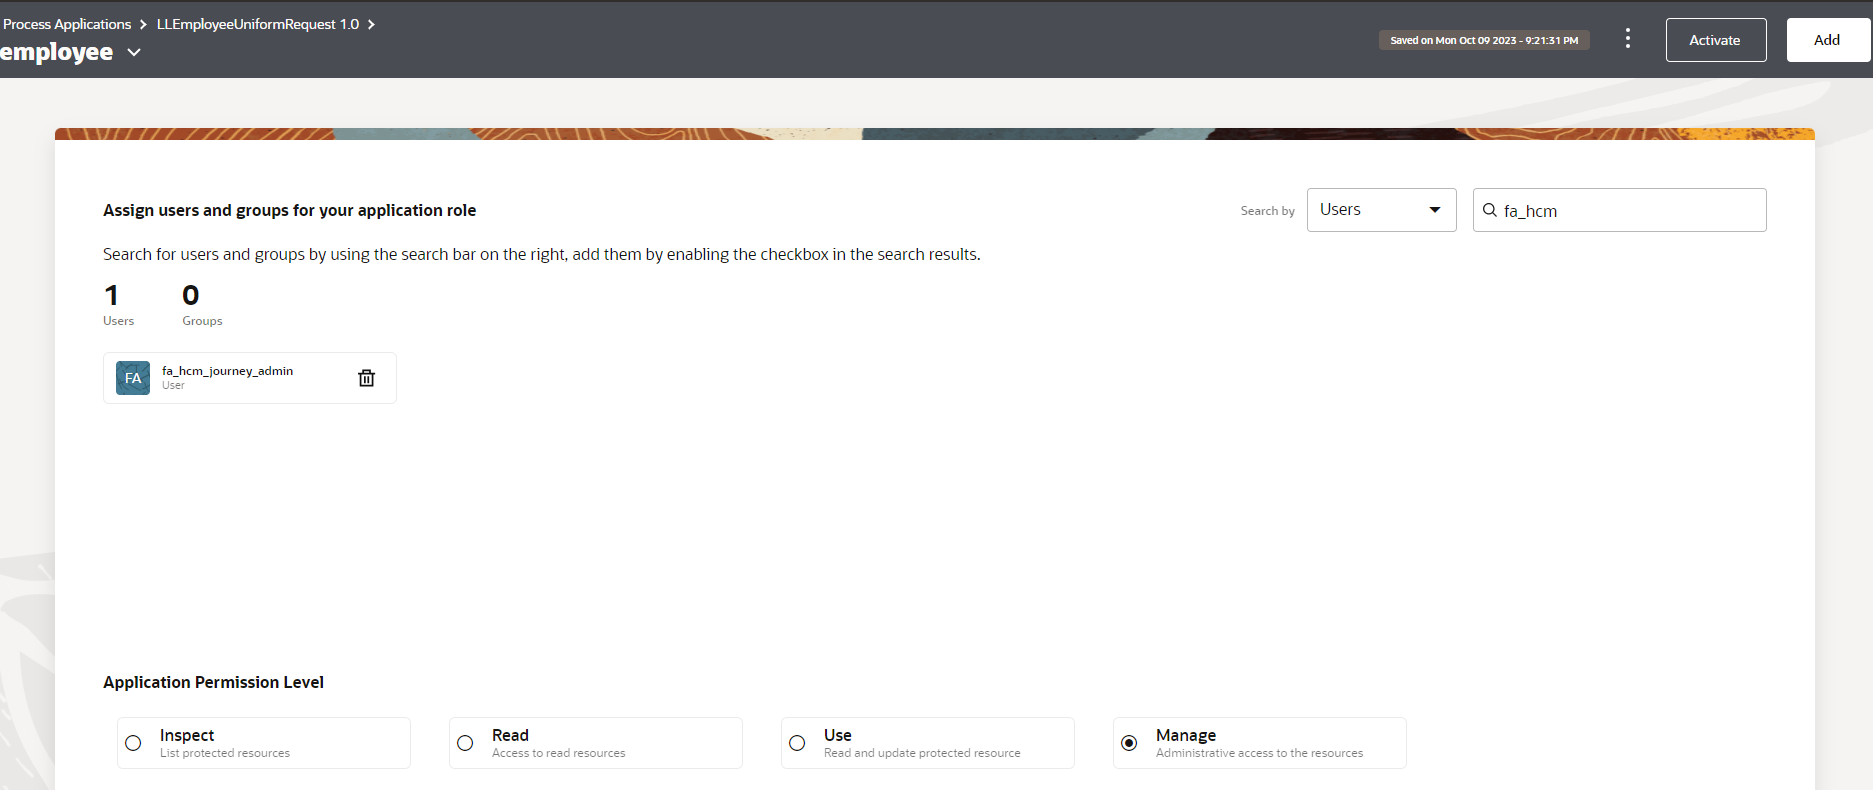 Process Applications > LLEmployeeUniformRequest 1.0 >
employee
Saved on Mon Oct 09 2023 - 9:21:31 PM
Activate
Add
Assign users and groups for your application role
Search by
Users
fa_hcm
Search for users and groups by using the search bar on the right, add them by enabling the checkbox in the search results.
1 0
Users Groups
FA
fa_hcm_journey_admin
User
Application Permission Level
Inspect
List protected resources
Read
Access to read resources
Use
Read and update protected resource
Manage
Administrative access to the resources